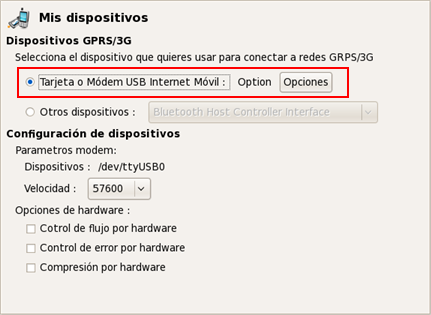 Mis dispositivos
Dispositivos GPRS/3G
Selecciona el dispositivo que quieres usar para conectar a redes GRPS/3G
Tarjeta o Módem USB Internet Móvil : Option Opciones
Otros dispositivos : Bluetooth Host Controller Interface
Configuración de dispositivos
Parametros modem:
Dispositivos : /dev/ttyUSB0
Velocidad : 57600
Opciones de hardware :
Cotrol de flujo por hardware
Control de error por hardware
Compresión por hardware